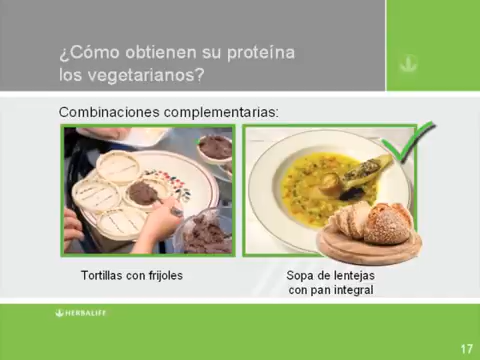 ¿Cómo obtienen su proteína
los vegetarianos?
Combinaciones complementarias:
Tortillas con frijoles
Sopa de lentejas
con pan integral
HERBALIFE
17